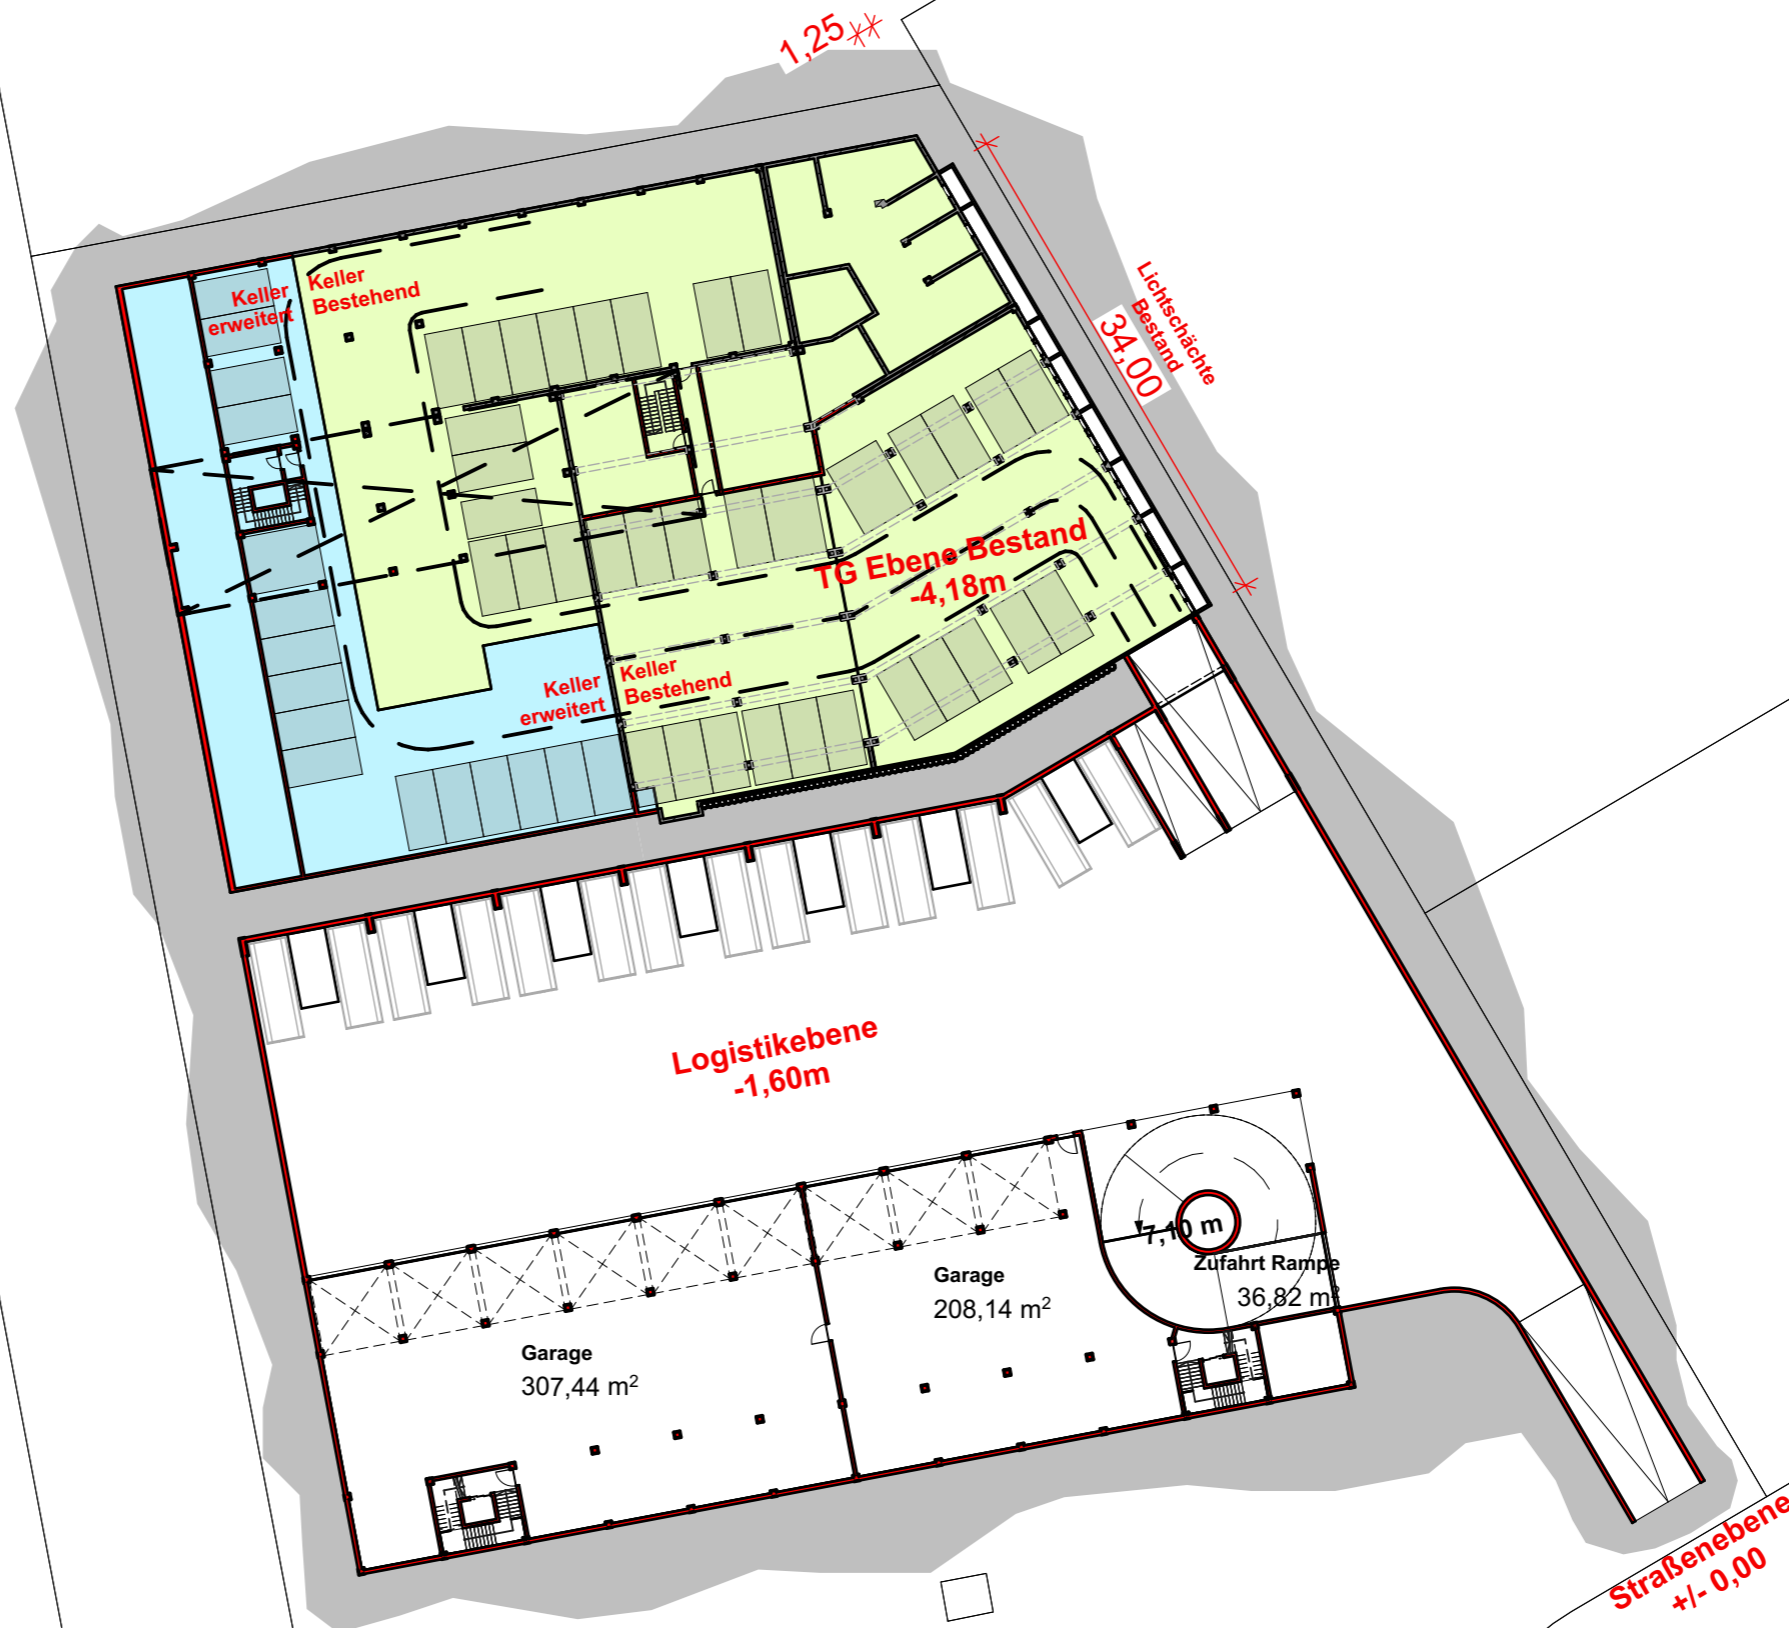 1,25
Keller
erweitert
Keller
Bestehend
Lichtschächte
Bestand
34,00
TG Ebene Bestand
-4,18m
Keller
erweitert
Keller
Bestehend
Logistikebene
-1,60m
7,10 m
Zufahrt Rampe
36,82 m²
Garage
208,14 m²
Garage
307,44 m²
Straßenebene
+/- 0,00